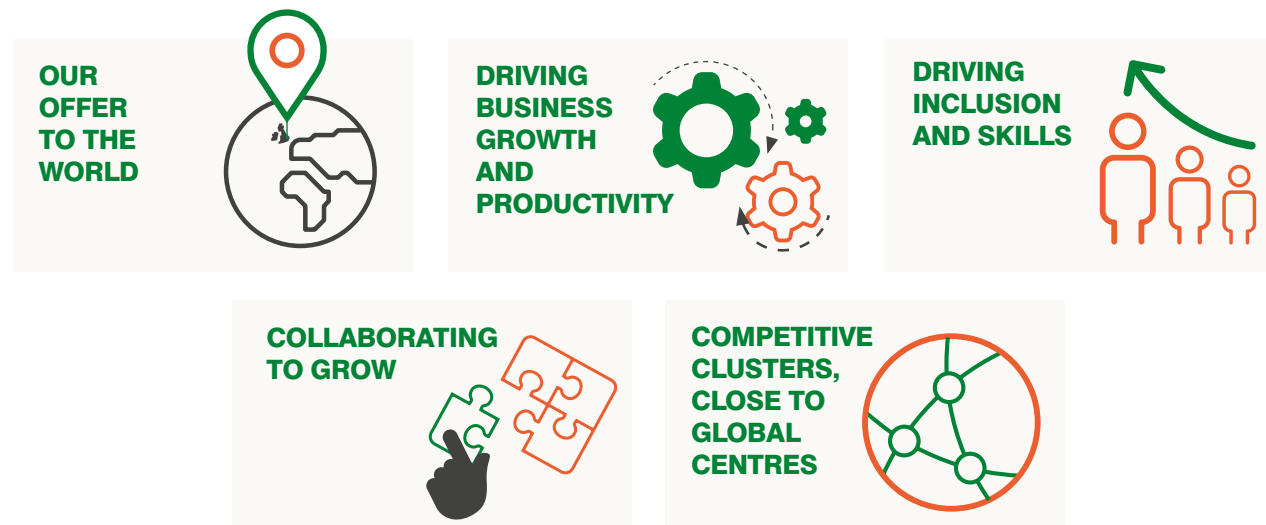 OUR
OFFER
TO THE
WORLD
DRIVING
BUSINESS
GROWTH
AND
PRODUCTIVITY
DRIVING
INCLUSION
AND SKILLS
COLLABORATING
TO GROW
COMPETITIVE
CLUSTERS,
CLOSE TO
GLOBAL
CENTRES